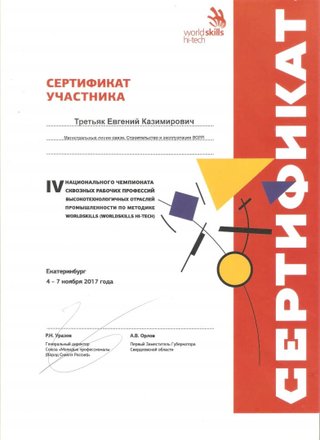 worldskills
hi-tech
СЕРТИФИКАТ
УЧАСТНИКА
Третьяк Евгений Казимирович
Магистральные линии связи. Строительство и эксплуатация ВОЛП
IV НАЦИОНАЛЬНОГО ЧЕМПИОНАТА
СКВОЗНЫХ РАБОЧИХ ПРОФЕССИЙ
ВЫСОКОТЕХНОЛОГИЧНЫХ ОТРАСЛЕЙ
ПРОМЫШЛЕННОСТИ ПО МЕТОДИКЕ
WORLDSKILLS (WORLDSKILLS HI-TECH)
Екатеринбург
4 – 7 ноября 2017 года
Р.Н. Уразов
Генеральный директор
Союза «Молодые профессионалы
(Ворлдскиллс Россия)»
А.В. Орлов
Первый Заместитель Губернатора
Свердловской области
СЕРТИФИКАТ